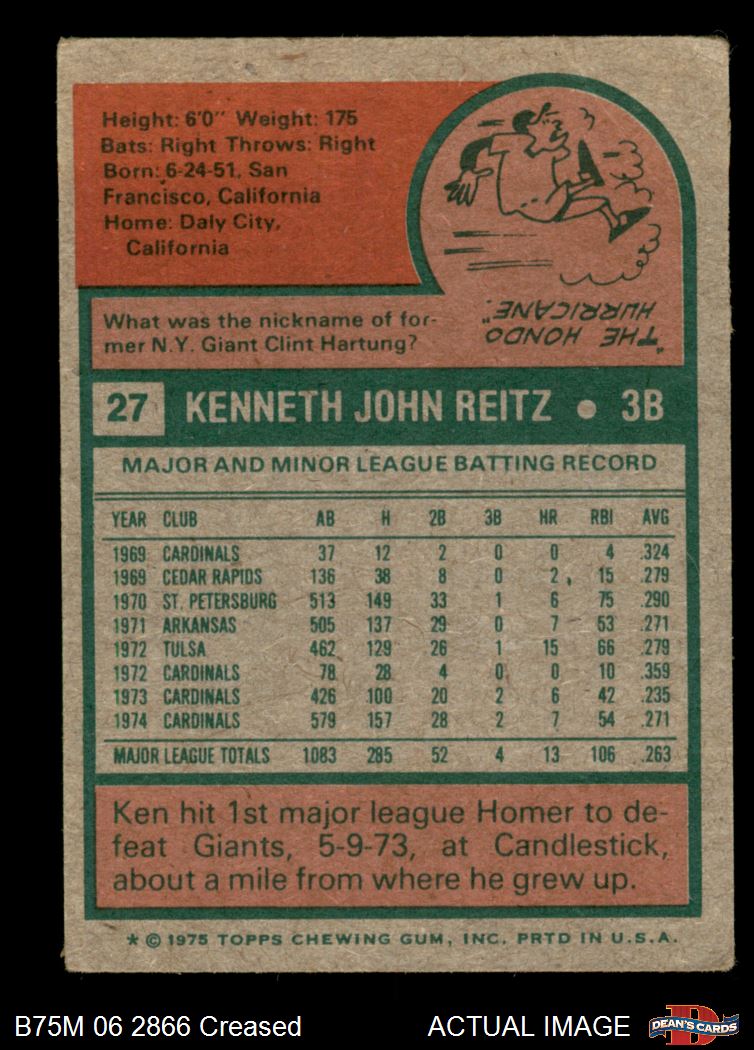 Height: 6'0" Weight: 175
Bats: Right Throws: Right
Born: 6-24-51, San
Francisco, California
Home: Daly City,
California
What was the nickname of for-
mer N.Y. Giant Clint Hartung?
"THE HONDO
HURRICANE."
27 KENNETH JOHN REITZ • 3B
MAJOR AND MINOR LEAGUE BATTING RECORD
YEAR CLUB AB H 2B 3B HR RBI AVG
1969 CARDINALS 37 12 2 0 0 4 .324
1969 CEDAR RAPIDS 136 38 8 0 2 15 .279
1970 ST. PETERSBURG 513 149 33 1 6 75 .290
1971 ARKANSAS 505 137 29 0 7 53 .271
1972 TULSA 462 129 26 1 15 66 .279
1972 CARDINALS 78 28 4 0 0 10 .359
1973 CARDINALS 426 100 20 2 6 42 .235
1974 CARDINALS 579 157 28 2 7 54 .271
MAJOR LEAGUE TOTALS 1083 285 52 4 13 106 .263
Ken hit 1st major league Homer to de-
feat Giants, 5-9-73, at Candlestick,
about a mile from where he grew up.
* © 1975 TOPPS CHEWING GUM, INC. PRTD IN U.S.A.
B75M 06 2866 Creased ACTUAL IMAGE
D
DEAN'S CARDS